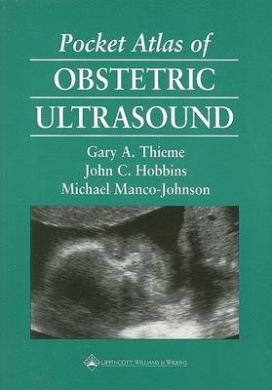 Pocket Atlas of
OBSTETRIC
ULTRASOUND
Gary A. Thieme
John C. Hobbins
Michael Manco-Johnson
LIPPINCOTT WILLIAMS & WILKINS